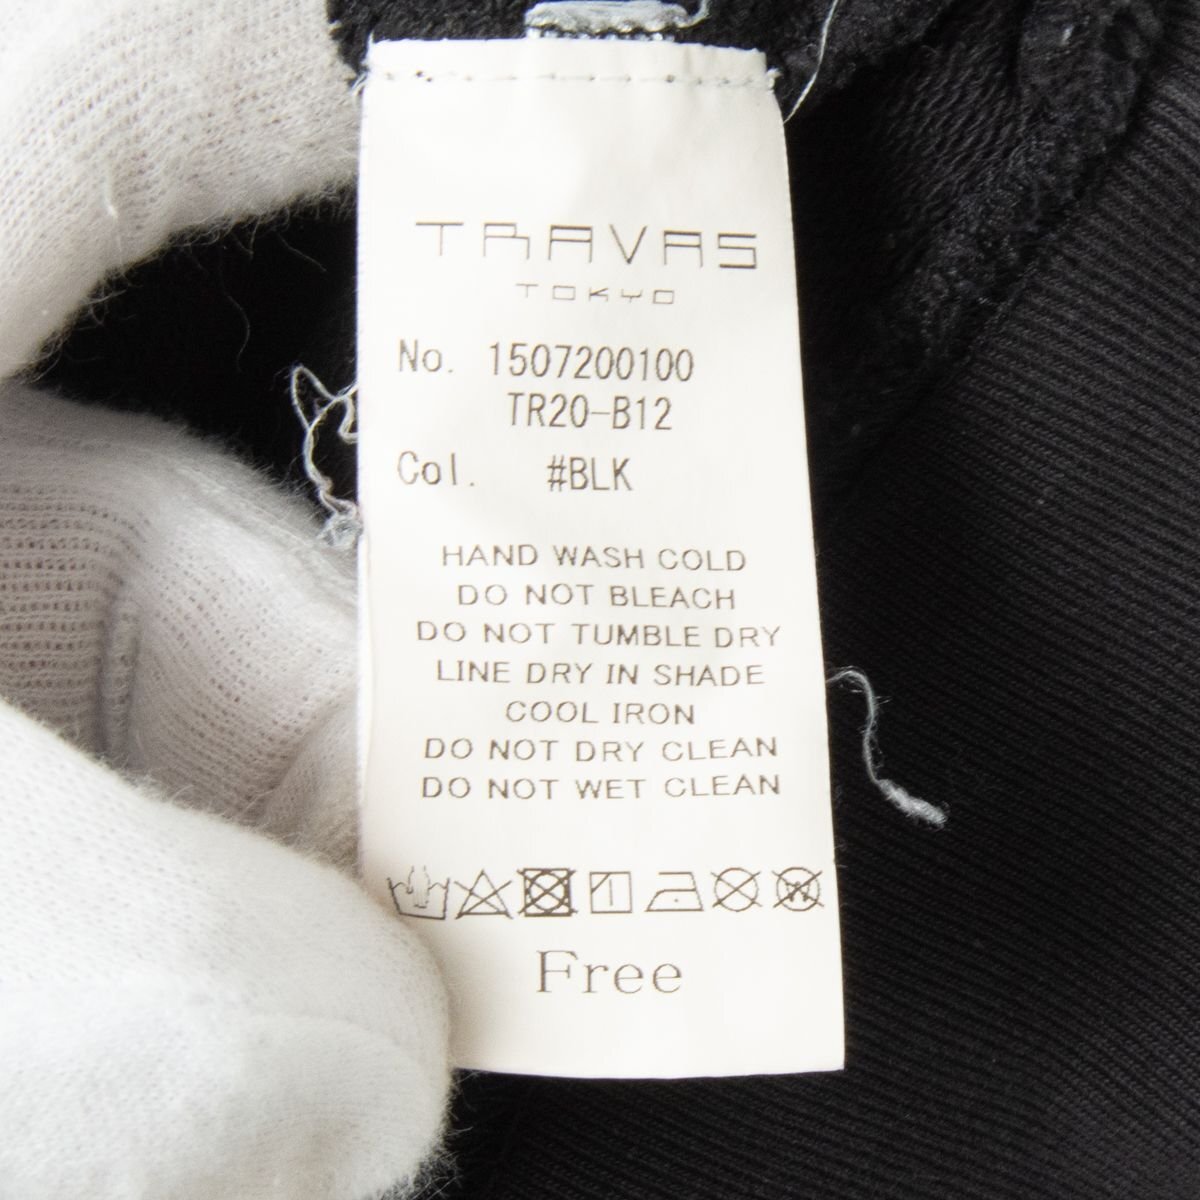 TRAVAS
TOKYO
No. 1507200100
TR20-B12
Col. #BLK
HAND WASH COLD
DO NOT BLEACH
DO NOT TUMBLE DRY
LINE DRY IN SHADE
COOL IRON
DO NOT DRY CLEAN
DO NOT WET CLEAN
Free